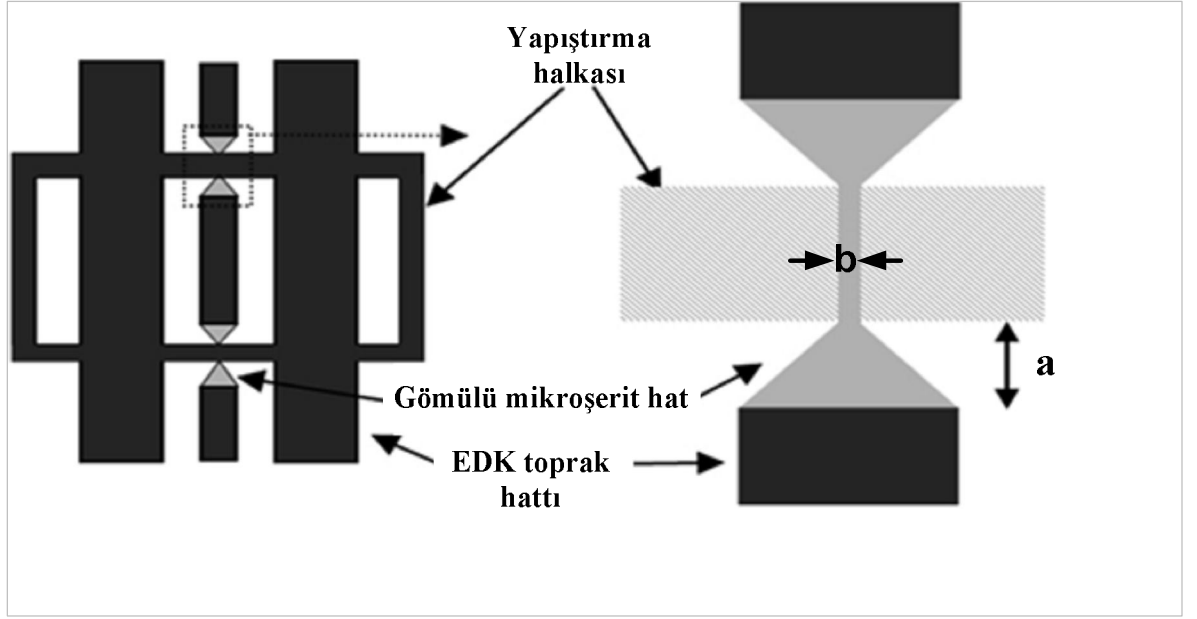 Yapıştırma
halkası
b
a
Gömülü mikroşerit hat
EDK toprak
hattı